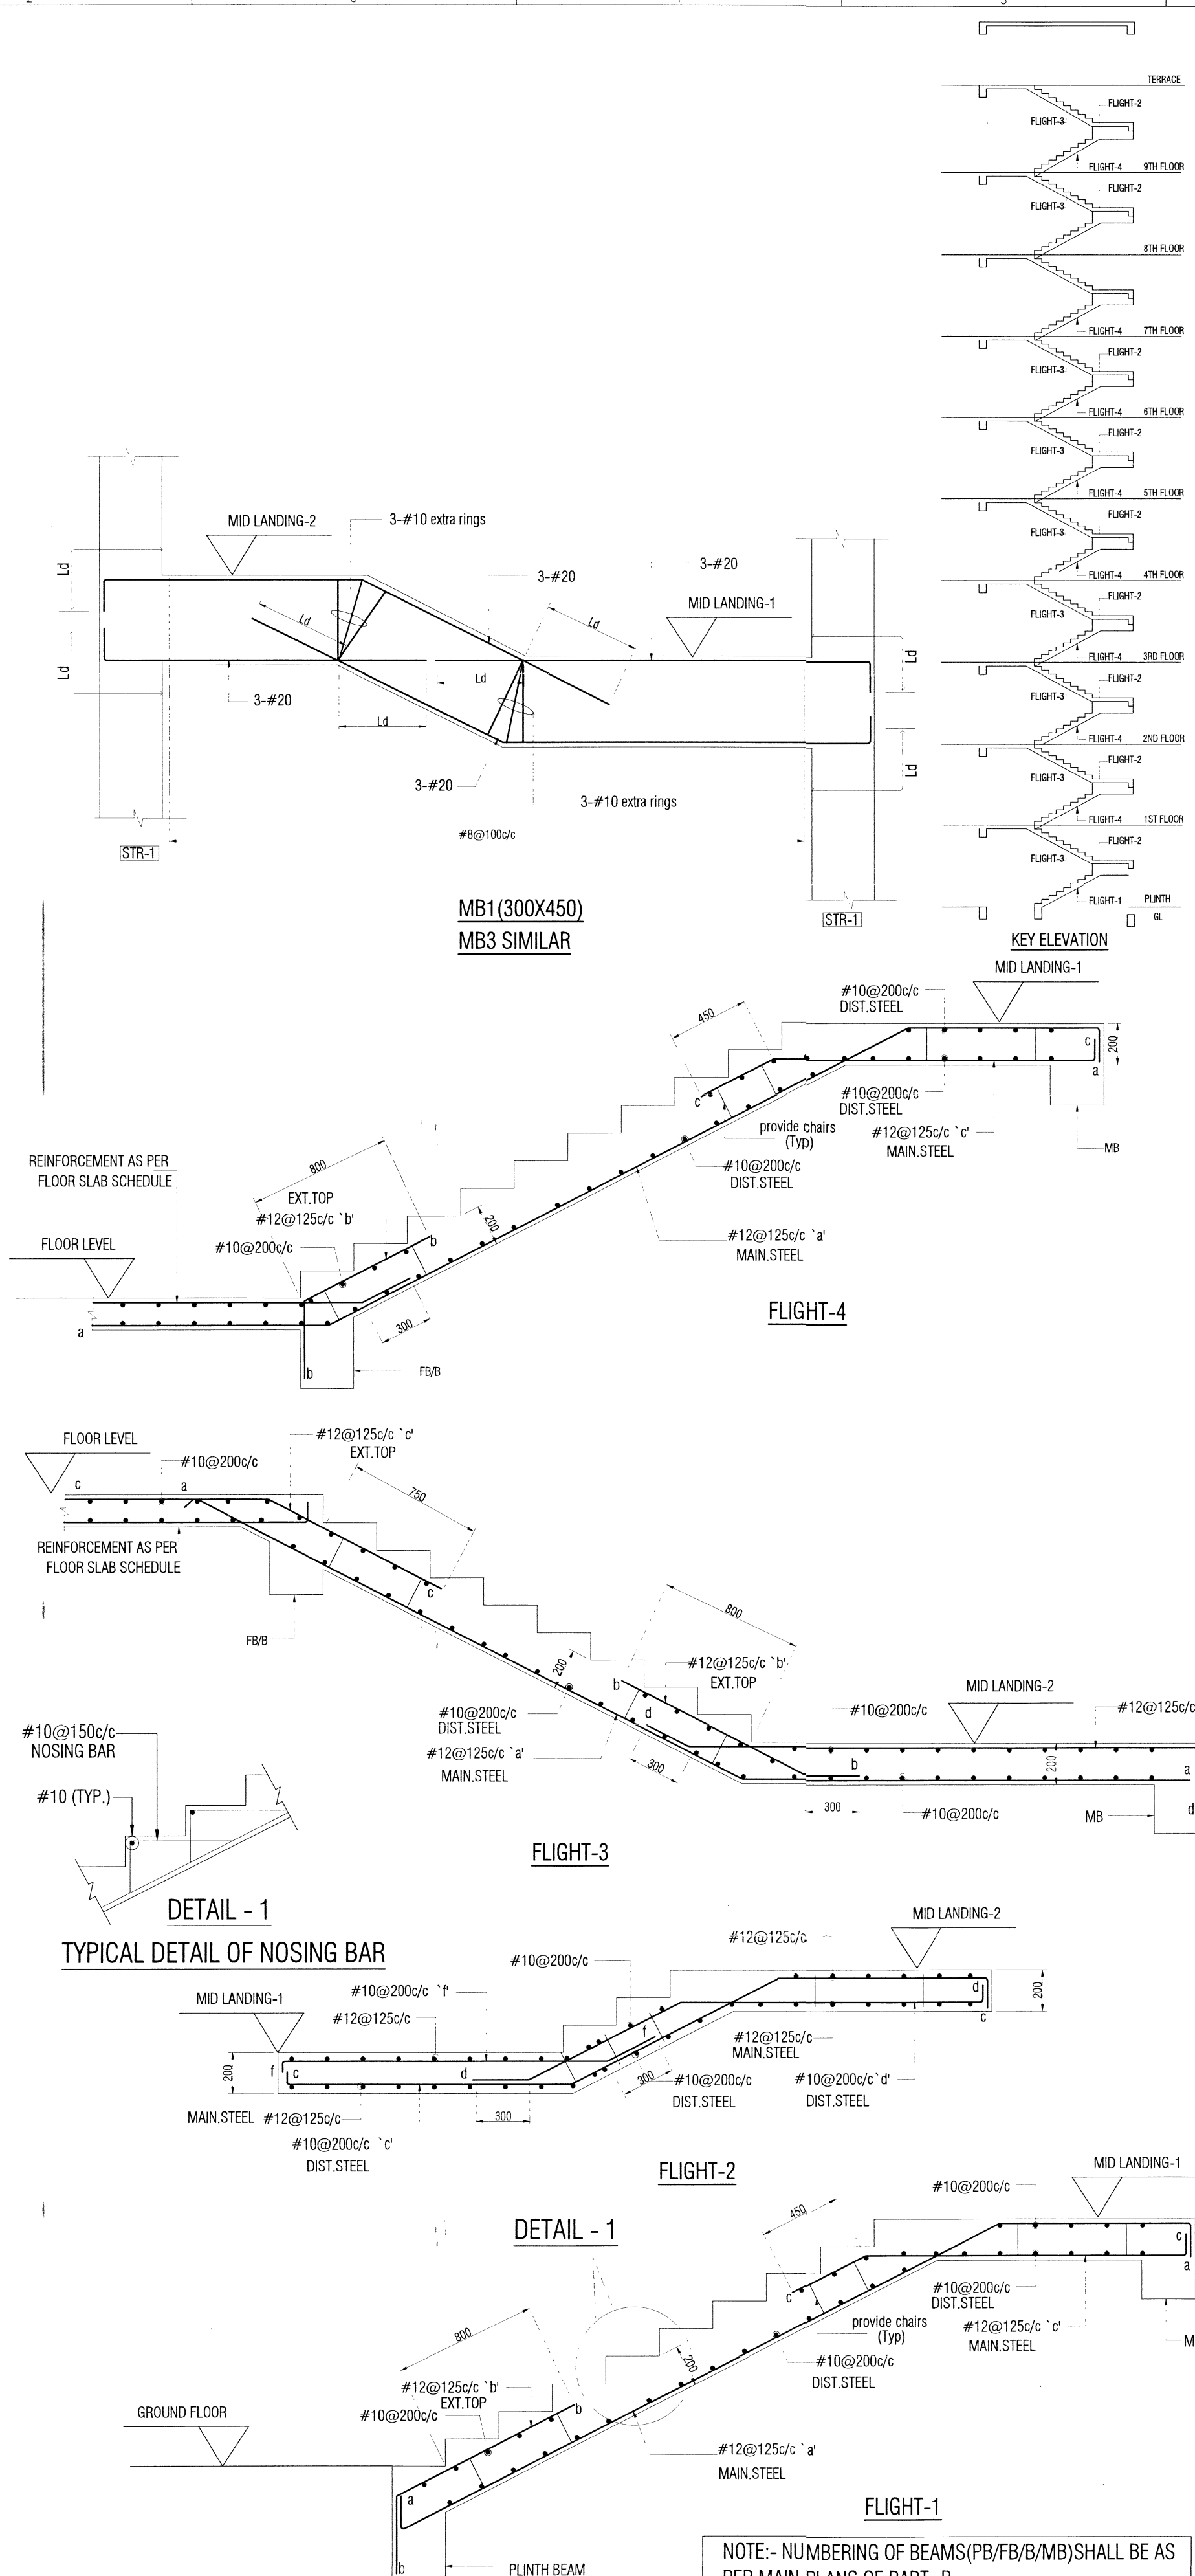 TERRACE
FLIGHT-2
FLIGHT-3
FLIGHT-4
9TH FLOOR
FLIGHT-2
FLIGHT-3
8TH FLOOR
FLIGHT-4
7TH FLOOR
FLIGHT-2
FLIGHT-3
FLIGHT-4
6TH FLOOR
FLIGHT-2
FLIGHT-3
FLIGHT-4
5TH FLOOR
FLIGHT-2
FLIGHT-3
FLIGHT-4
4TH FLOOR
FLIGHT-2
FLIGHT-3
FLIGHT-4
3RD FLOOR
FLIGHT-2
FLIGHT-3
FLIGHT-4
2ND FLOOR
FLIGHT-2
FLIGHT-3
FLIGHT-4
1ST FLOOR
FLIGHT-2
FLIGHT-3
FLIGHT-1
PLINTH
GL
KEY ELEVATION
MID LANDING-2
3-#10 extra rings
3-#20
3-#20
MID LANDING-1
Ld
Ld
Ld
Ld
Ld
Ld
Ld
Ld
3-#20
3-#20
3-#10 extra rings
#8@100c/c
STR-1
STR-1
MB1(300X450)
MB3 SIMILAR
MID LANDING-1
#10@200c/c
DIST.STEEL
450
c
200
a
c
#10@200c/c
DIST.STEEL
provide chairs
(Typ)
#12@125c/c `c'
MAIN.STEEL
MB
#10@200c/c
DIST.STEEL
REINFORCEMENT AS PER
FLOOR SLAB SCHEDULE
800
EXT.TOP
#12@125c/c `b'
200
#10@200c/c
b
#12@125c/c `a'
MAIN.STEEL
FLOOR LEVEL
a
300
b
FB/B
FLIGHT-4
FLOOR LEVEL
#12@125c/c `c'
EXT.TOP
#10@200c/c
c
a
750
REINFORCEMENT AS PER
FLOOR SLAB SCHEDULE
c
FB/B
800
200
b
#12@125c/c `b'
EXT.TOP
d
MID LANDING-2
#10@200c/c
#12@125c/c
#10@200c/c
DIST.STEEL
#12@125c/c `a'
MAIN.STEEL
300
b
200
a
300
#10@200c/c
MB
d
FLIGHT-3
#10@150c/c
NOSING BAR
#10 (TYP.)
DETAIL - 1
TYPICAL DETAIL OF NOSING BAR
MID LANDING-2
#12@125c/c
#10@200c/c
#10@200c/c `f'
MID LANDING-1
#12@125c/c
d
200
c
f
#12@125c/c
MAIN.STEEL
200
f
c
d
300
#10@200c/c
DIST.STEEL
#10@200c/c`d'
DIST.STEEL
MAIN.STEEL #12@125c/c
300
#10@200c/c `c'
DIST.STEEL
FLIGHT-2
MID LANDING-1
#10@200c/c
DETAIL - 1
450
c
a
c
#10@200c/c
DIST.STEEL
provide chairs
(Typ)
#12@125c/c `c'
MAIN.STEEL
M
#10@200c/c
DIST.STEEL
800
200
#12@125c/c `b'
EXT.TOP
#10@200c/c
b
GROUND FLOOR
#12@125c/c `a'
MAIN.STEEL
a
FLIGHT-1
b
PLINTH BEAM
NOTE:- NUMBERING OF BEAMS(PB/FB/B/MB)SHALL BE AS
PER MAIN PLANS OF PART- B